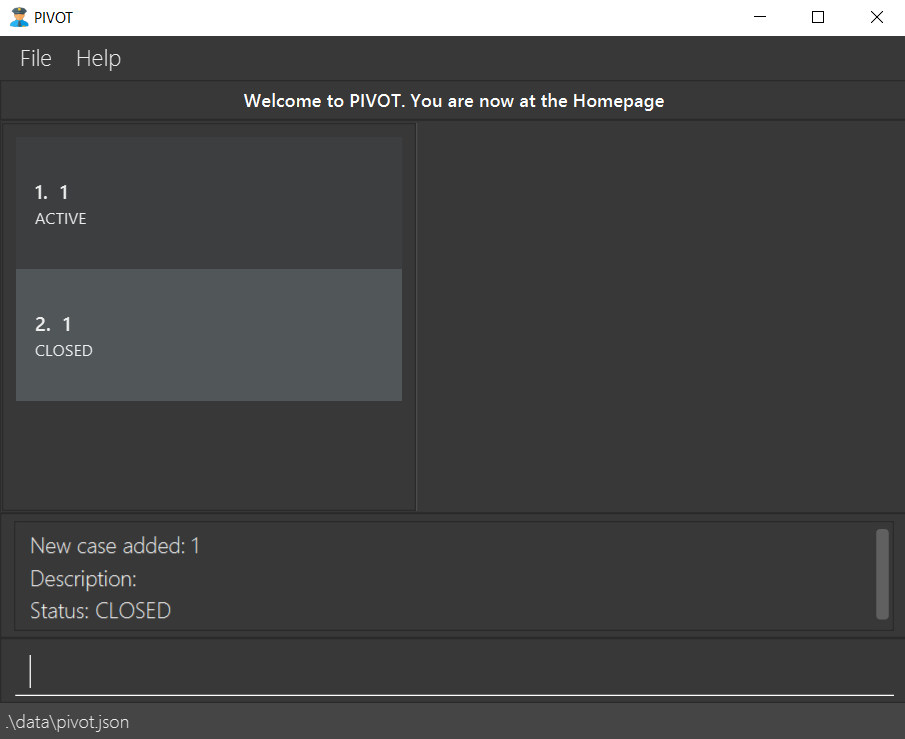 PIVOT
File Help
Welcome to PIVOT. You are now at the Homepage
1. 1
ACTIVE
2. 1
CLOSED
New case added: 1
Description:
Status: CLOSED
.\data\pivot.json